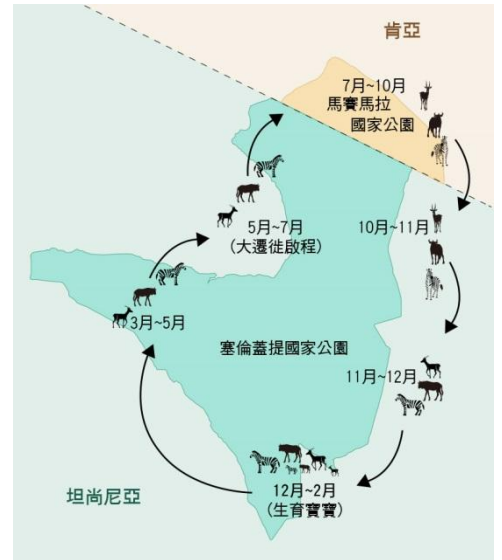 肯亞
7月~10月
馬賽馬拉
國家公園
5月~7月
(大遷徙啟程)
10月~11月
3月~5月
塞倫蓋提國家公園
11月~12月
12月~2月
(生育寶寶)
坦尚尼亞